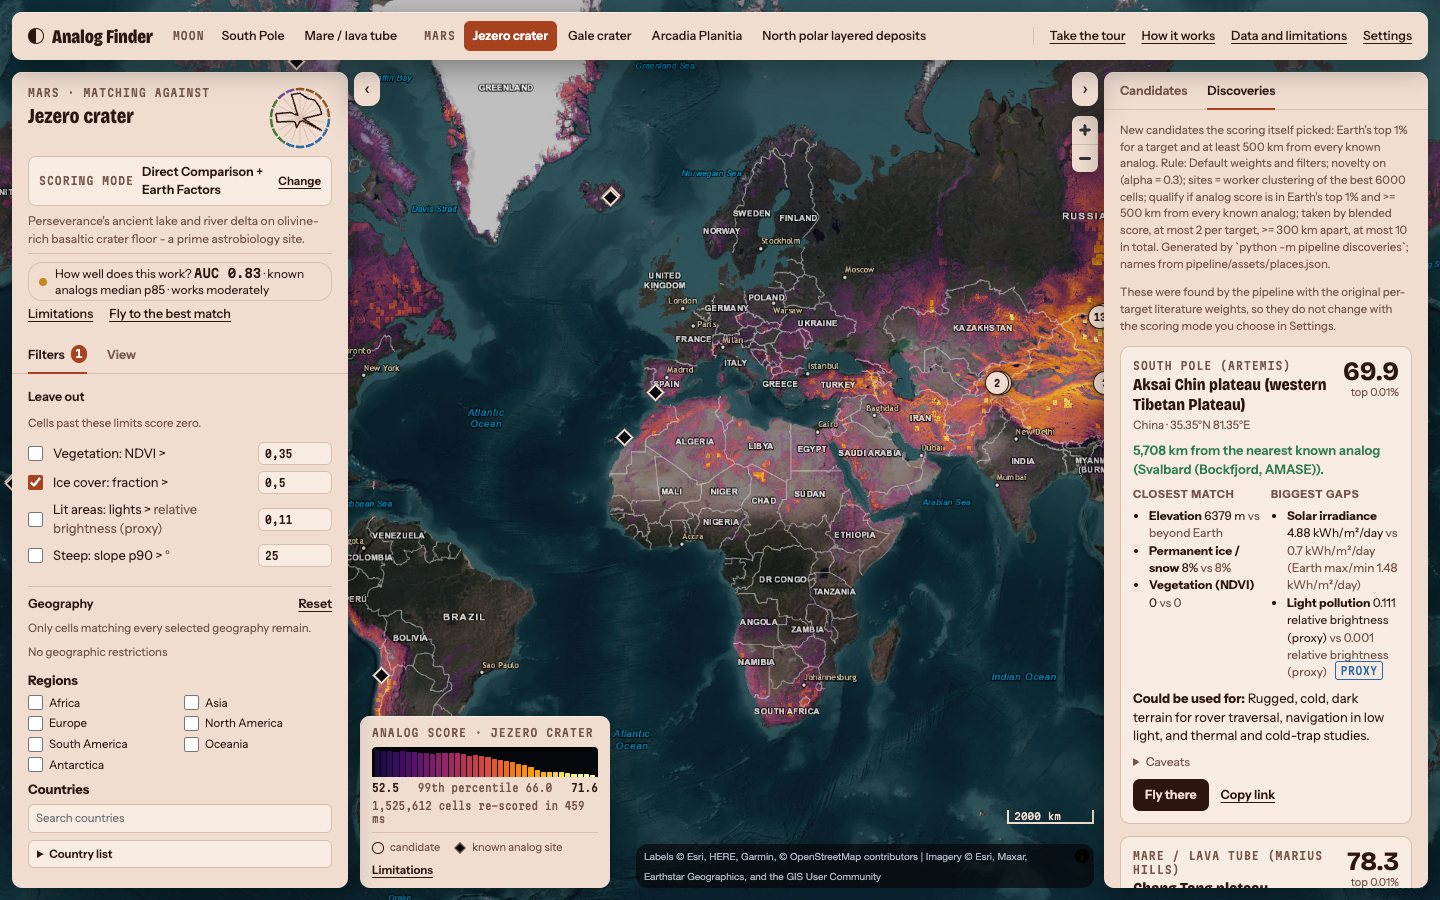 Analog Finder
MOON South Pole Mare / lava tube MARS Jezero crater Gale crater Arcadia Planitia North polar layered deposits
Take the tour How it works Data and limitations Settings
MARS · MATCHING AGAINST
Jezero crater
SCORING MODE Direct Comparison + Earth Factors Change
Perseverance's ancient lake and river delta on olivine-
rich basaltic crater floor - a prime astrobiology site.
How well does this work? AUC 0.83 · known
analogs median p85 · works moderately
Limitations Fly to the best match
Filters 1 View
Leave out
Cells past these limits score zero.
Vegetation: NDVI > 0,35
Ice cover: fraction > 0,5
Lit areas: lights > relative
brightness (proxy) 0,11
Steep: slope p90 > ° 25
Geography Reset
Only cells matching every selected geography remain.
No geographic restrictions
Regions
Africa Asia
Europe North America
South America Oceania
Antarctica
Countries
Search countries
Country list
‹
›
+
−
Greenland Sea
GREENLAND
ffin Bay
Norwegian Sea
Davis Strait
SWEDEN
FINLAND
NORWAY
Stockholm
RUSSIA
Moscow
UNITED
KINGDOM
London
POLAND
GERMANY
Warsaw
Paris
UKRAINE
FRANCE
Milan
KAZAKHSTAN
13
ronto
New York
ITALY
Madrid
Istanbul
SPAIN
GREECE
TURKEY
2
3
Atlantic
Ocean
Baghdad
IRAN
Cairo
New Delhi
ALGERIA
LIBYA
EGYPT
SAUDI ARABIA
Dubai
INDIA
MYANM
(BURM
Mumbai
MALI
NIGER
CHAD
SUDAN
Arabian Sea
bbean Sea
NIGERIA
VENEZUELA
Accra
ETHIOPIA
gota
COLOMBIA
DR CONGO
TANZANIA
PERU
BRAZIL
ANGOLA
ZAMBIA
BOLIVIA
NAMIBIA
Sao Paulo
Johannesburg
Indian Ocean
SOUTH AFRICA
Atlantic
Ocean
Drake
ANALOG SCORE · JEZERO CRATER
52.5 99th percentile 66.0 71.6
1,525,612 cells re-scored in 459
ms
candidate known analog site
Limitations
2000 km
Labels © Esri, HERE, Garmin, © OpenStreetMap contributors | Imagery © Esri, Maxar,
Earthstar Geographics, and the GIS User Community
Candidates Discoveries
New candidates the scoring itself picked: Earth's top 1%
for a target and at least 500 km from every known
analog. Rule: Default weights and filters; novelty on
(alpha = 0.3); sites = worker clustering of the best 6000
cells; qualify if analog score is in Earth's top 1% and >=
500 km from every known analog; taken by blended
score, at most 2 per target, >= 300 km apart, at most 10
in total. Generated by `python -m pipeline discoveries`;
names from pipeline/assets/places.json.
These were found by the pipeline with the original per-
target literature weights, so they do not change with
the scoring mode you choose in Settings.
SOUTH POLE (ARTEMIS) 69.9
Aksai Chin plateau (western top 0.01%
Tibetan Plateau)
China · 35.35°N 81.35°E
5,708 km from the nearest known analog
(Svalbard (Bockfjord, AMASE)).
CLOSEST MATCH
Elevation 6379 m vs
beyond Earth
Permanent ice /
snow 8% vs 8%
Vegetation (NDVI)
0 vs 0
BIGGEST GAPS
Solar irradiance
4.88 kWh/m²/day vs
0.7 kWh/m²/day
(Earth max/min 1.48
kWh/m²/day)
Light pollution 0.111
relative brightness
(proxy) vs 0.001
relative brightness
(proxy) PROXY
Could be used for: Rugged, cold, dark
terrain for rover traversal, navigation in low
light, and thermal and cold-trap studies.
Caveats
Fly there Copy link
MARE / LAVA TUBE (MARIUS 78.3
HILLS) top 0.01%
Chang Tang plateau